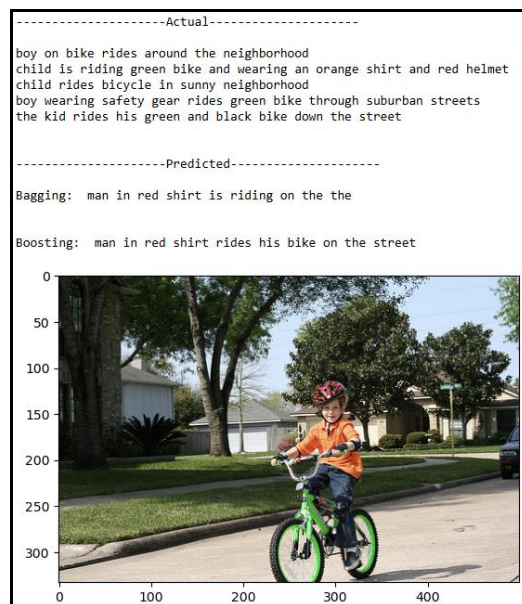 --------------------Actual--------------------
boy on bike rides around the neighborhood
child is riding green bike and wearing an orange shirt and red helmet
child rides bicycle in sunny neighborhood
boy wearing safety gear rides green bike through suburban streets
the kid rides his green and black bike down the street
--------------------Predicted--------------------
Bagging:  man in red shirt is riding on the the
Boosting:  man in red shirt rides his bike on the street
0
50
100
150
200
250
300
0 100 200 300 400